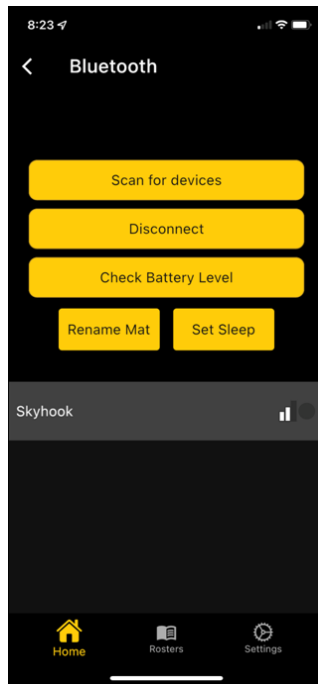 8:23
Bluetooth
Scan for devices
Disconnect
Check Battery Level
Rename Mat
Set Sleep
Skyhook
Home
Rosters
Settings